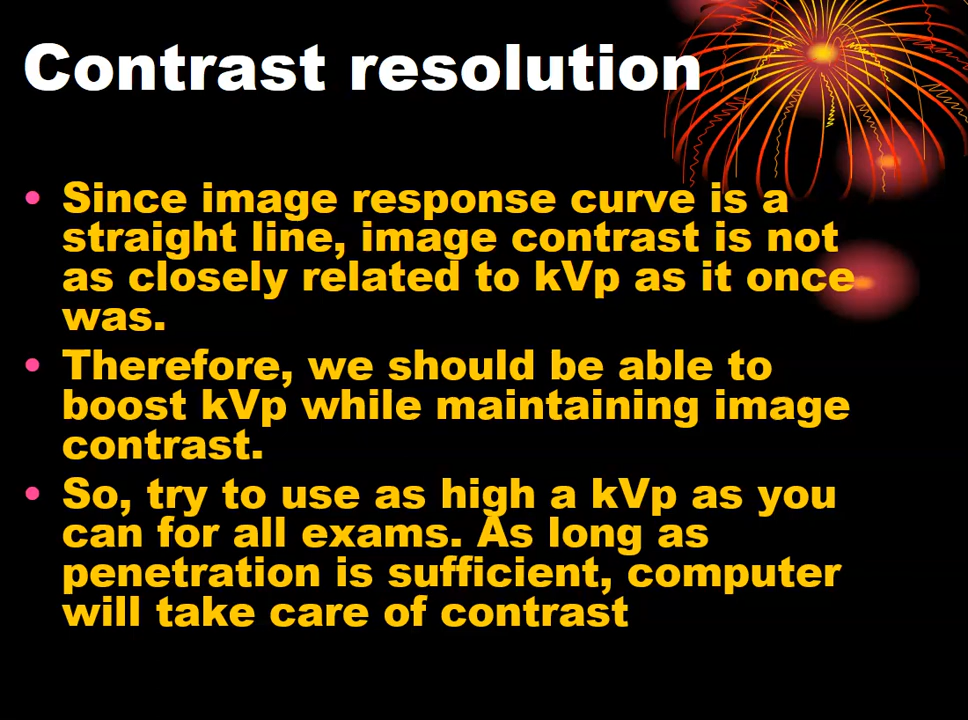 Contrast resolution
• Since image response curve is a
straight line, image contrast is not
as closely related to kVp as it once
was.
• Therefore, we should be able to
boost kVp while maintaining image
contrast.
• So, try to use as high a kVp as you
can for all exams. As long as
penetration is sufficient, computer
will take care of contrast